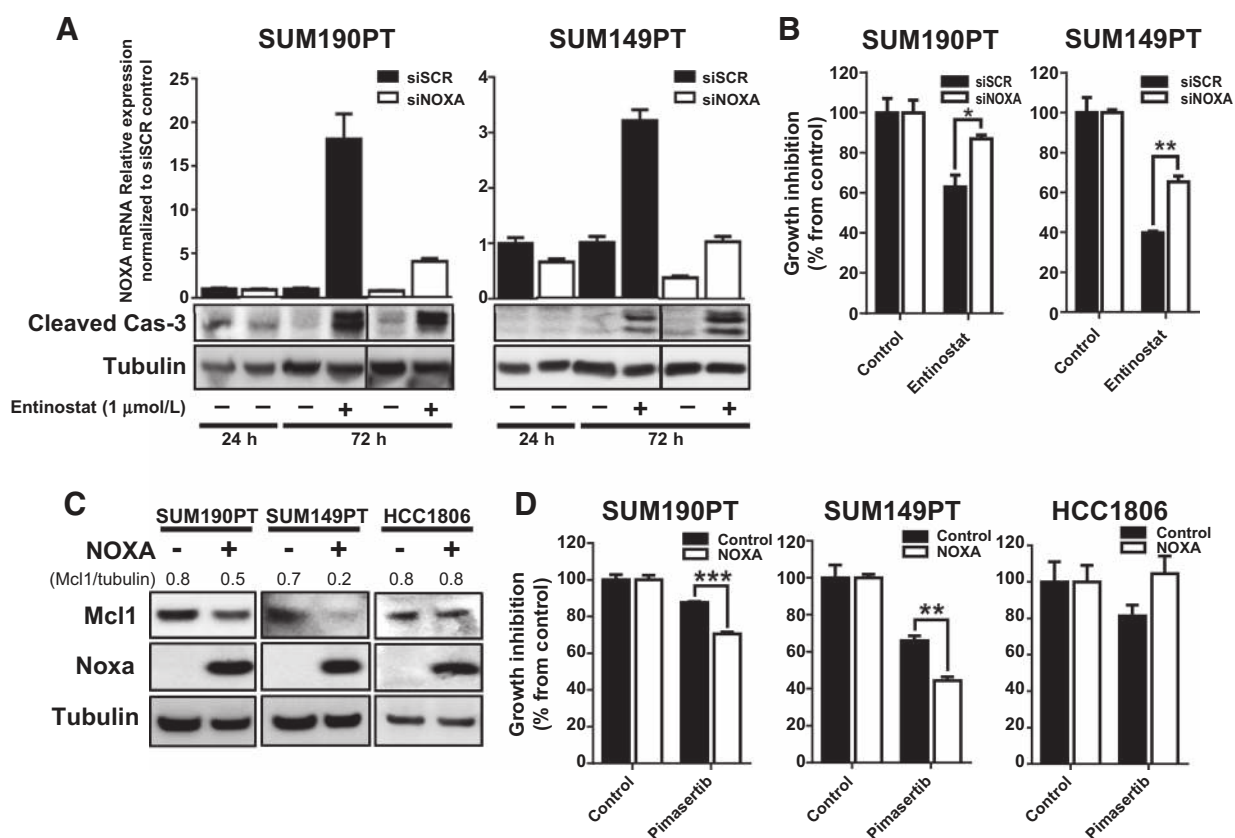 A
SUM190PT
SUM149PT
NOXA mRNA Relative expression
normalized to siSCR control
25
20
15
10
5
0
siSCR
siNOXA
4
3
2
1
0
siSCR
siNOXA
Cleaved Cas-3
Tubulin
Entinostat (1 µmol/L)
− − − + − +
− − − + − +
24 h
72 h
24 h
72 h
B
SUM190PT
SUM149PT
Growth inhibition
(% from control)
120
100
80
60
40
20
0
siSCR
siNOXA
*
Control
Entinostat
120
100
80
60
40
20
0
siSCR
siNOXA
**
Control
Entinostat
C
SUM190PT
SUM149PT
HCC1806
NOXA
- + - + - +
(Mcl1/tubulin)
0.8 0.5 0.7 0.2 0.8 0.8
Mcl1
Noxa
Tubulin
D
SUM190PT
SUM149PT
HCC1806
Growth inhibition
(% from control)
120
100
80
60
40
20
0
Control
NOXA
***
Control
Pimasertib
120
100
80
60
40
20
0
Control
NOXA
**
Control
Pimasertib
120
100
80
60
40
20
0
Control
NOXA
Control
Pimasertib